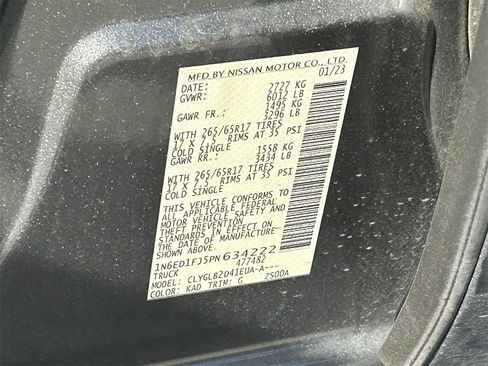 MFD BY NISSAN MOTOR CO., LTD.
DATE: 01/23
GVWR: 2727 KG
6012 LB
GAWR FR.: 1495 KG
3296 LB
WITH 265/65R17 TIRES
17 X 7.5 RIMS AT 35 PSI
COLD SINGLE
GAWR RR.: 1558 KG
3434 LB
WITH 265/65R17 TIRES
17 X 7.5 RIMS AT 35 PSI
COLD SINGLE
THIS VEHICLE CONFORMS TO
ALL APPLICABLE FEDERAL
MOTOR VEHICLE SAFETY AND
THEFT PREVENTION
STANDARDS IN EFFECT ON
THE DATE OF MANUFACTURE
SHOWN ABOVE.
1N6ED1FJ5PN634222
TRUCK 477482
MODEL: CLYGLB2D41EUA-A---
COLOR: KAD TRIM: G ZS00A